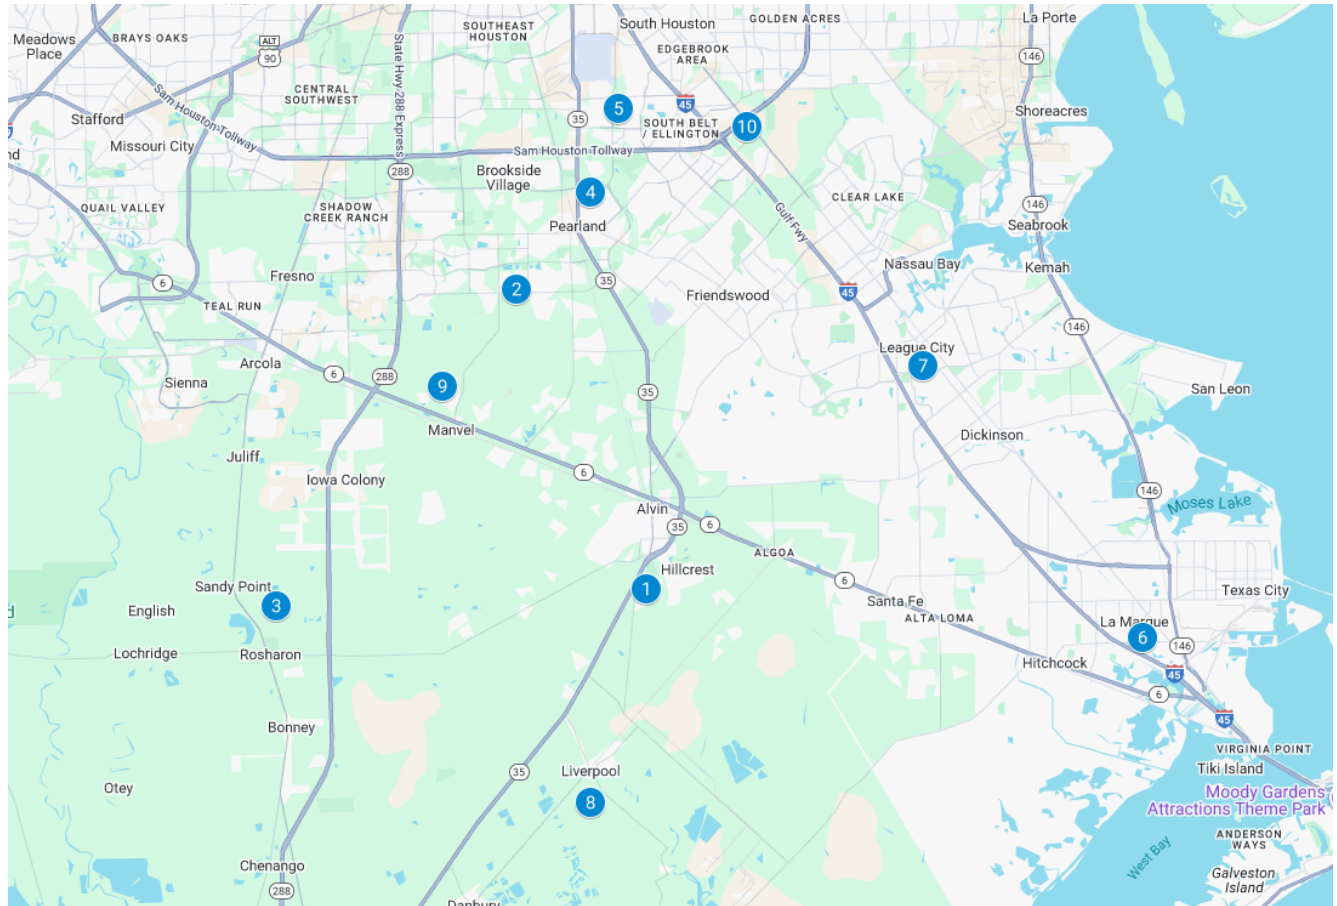 SOUTHEAST
HOUSTON
South Houston
GOLDEN ACRES
La Porte
Meadows
Place
BRAYS OAKS
ALT
90
State Hwy 288 Express
EDGEBROOK
AREA
146
CENTRAL
SOUTHWEST
Sam Houston Tollway
Stafford
5
45
35
SOUTH BELT
/ ELLINGTON
10
Shoreacres
Missouri City
Sam Houston Tollway
nd
288
Brookside
Village
4
QUAIL VALLEY
SHADOW
CREEK RANCH
CLEAR LAKE
146
Pearland
Gulf Fwy
Seabrook
Fresno
6
2
35
Nassau Bay
Kemah
TEAL RUN
Friendswood
45
146
Arcola
League City
7
Sienna
6
288
9
35
San Leon
Manvel
Dickinson
Juliff
Iowa Colony
6
146
Moses Lake
Alvin
35
6
ALGOA
Hillcrest
Sandy Point
1
6
Texas City
d
English
3
Santa Fe
ALTA LOMA
La Marque
6
146
Lochridge
Rosharon
Hitchcock
45
6
Bonney
45
VIRGINIA POINT
35
Liverpool
Tiki Island
Otey
8
Moody Gardens
Attractions Theme Park
ANDERSON
WAYS
West Bay
Chenango
Galveston
Island
288
Danbury